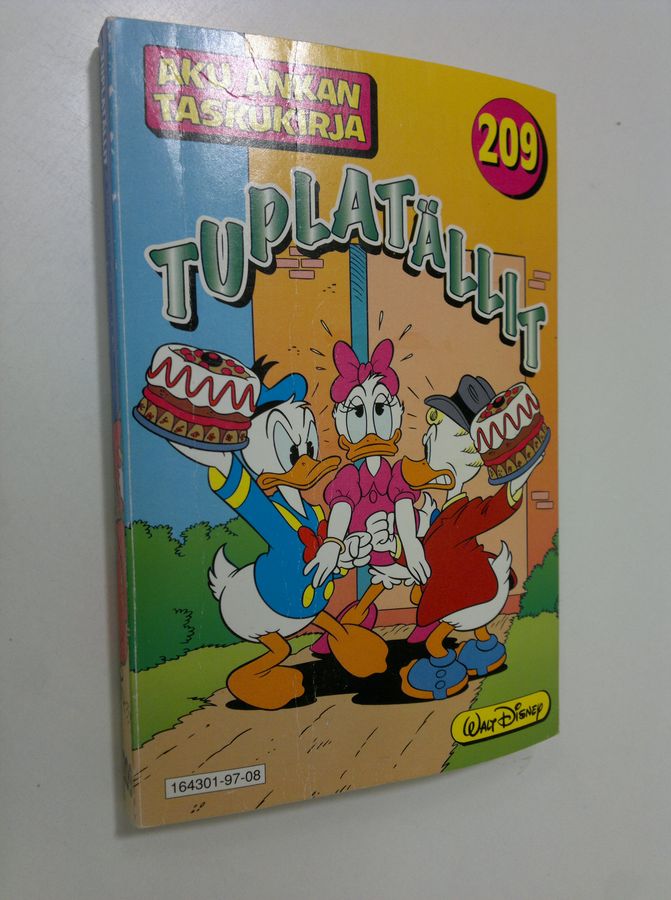 AKU ANKAN
TASKUKIRJA
209
TUPLATÄLLIT
WALT DISNEY
164301-97-08